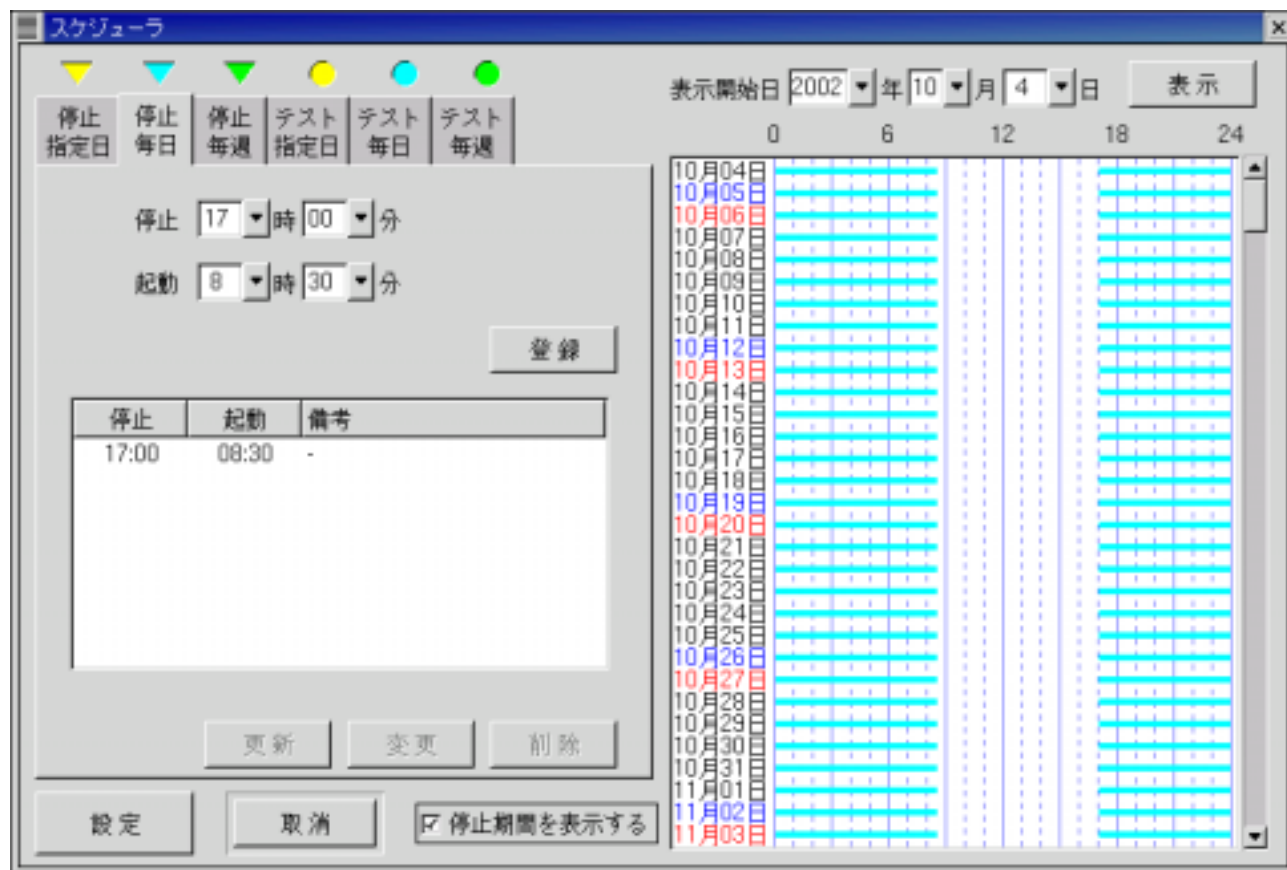 スケジューラ
停止
指定日
停止
毎日
停止
毎週
テスト
指定日
テスト
毎日
テスト
毎週
停止 17 時 00 分
起動 8 時 30 分
登録
停止 起動 備考
17:00 08:30 -
更新 変更 削除
設定 取消 停止期間を表示する
表示開始日 2002 年 10 月 4 日 表示
0 6 12 18 24
10月04日
10月05日
10月06日
10月07日
10月08日
10月09日
10月10日
10月11日
10月12日
10月13日
10月14日
10月15日
10月16日
10月17日
10月18日
10月19日
10月20日
10月21日
10月22日
10月23日
10月24日
10月25日
10月26日
10月27日
10月28日
10月29日
10月30日
10月31日
11月01日
11月02日
11月03日